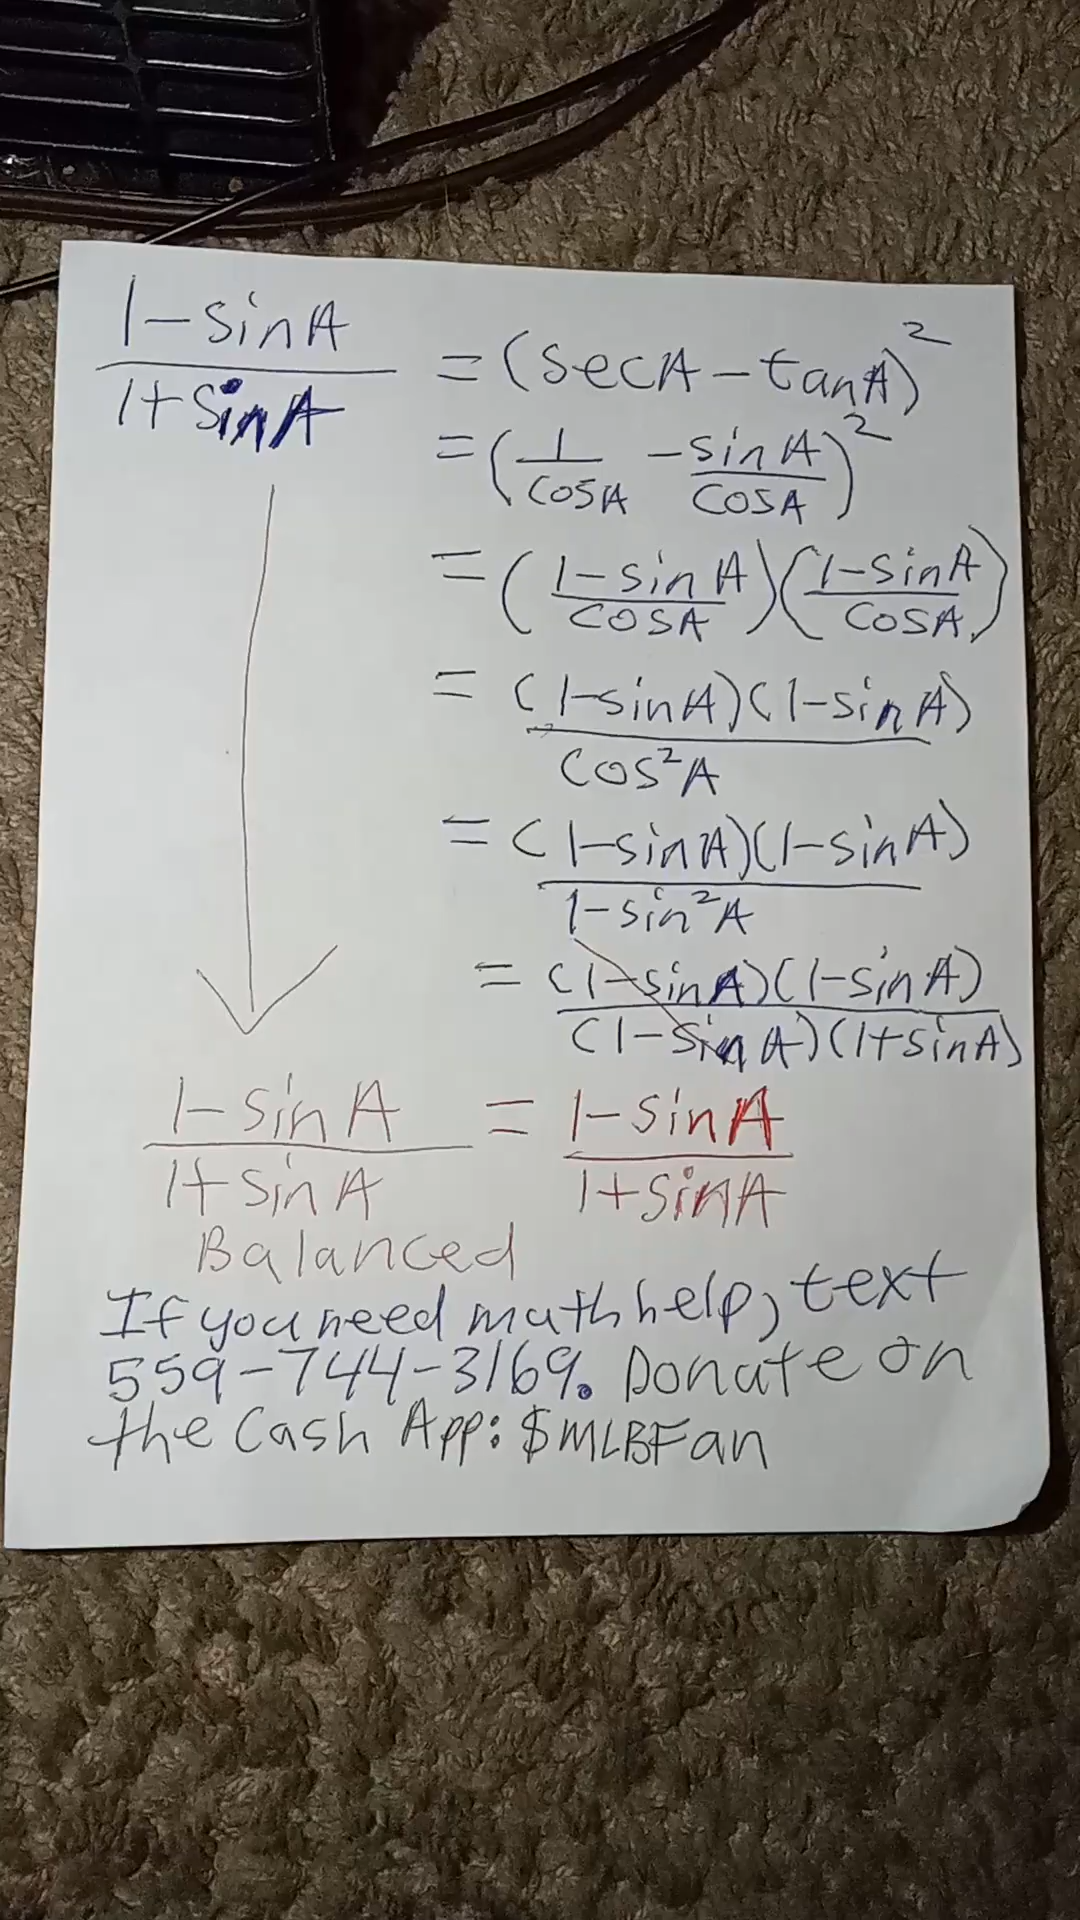 1-sinA / 1+sinA = (secA-tanA)²
= (1/cosA - sinA/cosA)²
= (1-sinA/cosA)(1-sinA/cosA)
= (1-sinA)(1-sinA) / cos²A
= (1-sinA)(1-sinA) / 1-sin²A
= (1-sinA)(1-sinA) / (1-sinA)(1+sinA)
1-sinA / 1+sinA = 1-sinA / 1+sinA
Balanced
If you need math help, text
559-744-3169. Donate on
the Cash App: $MLBFan